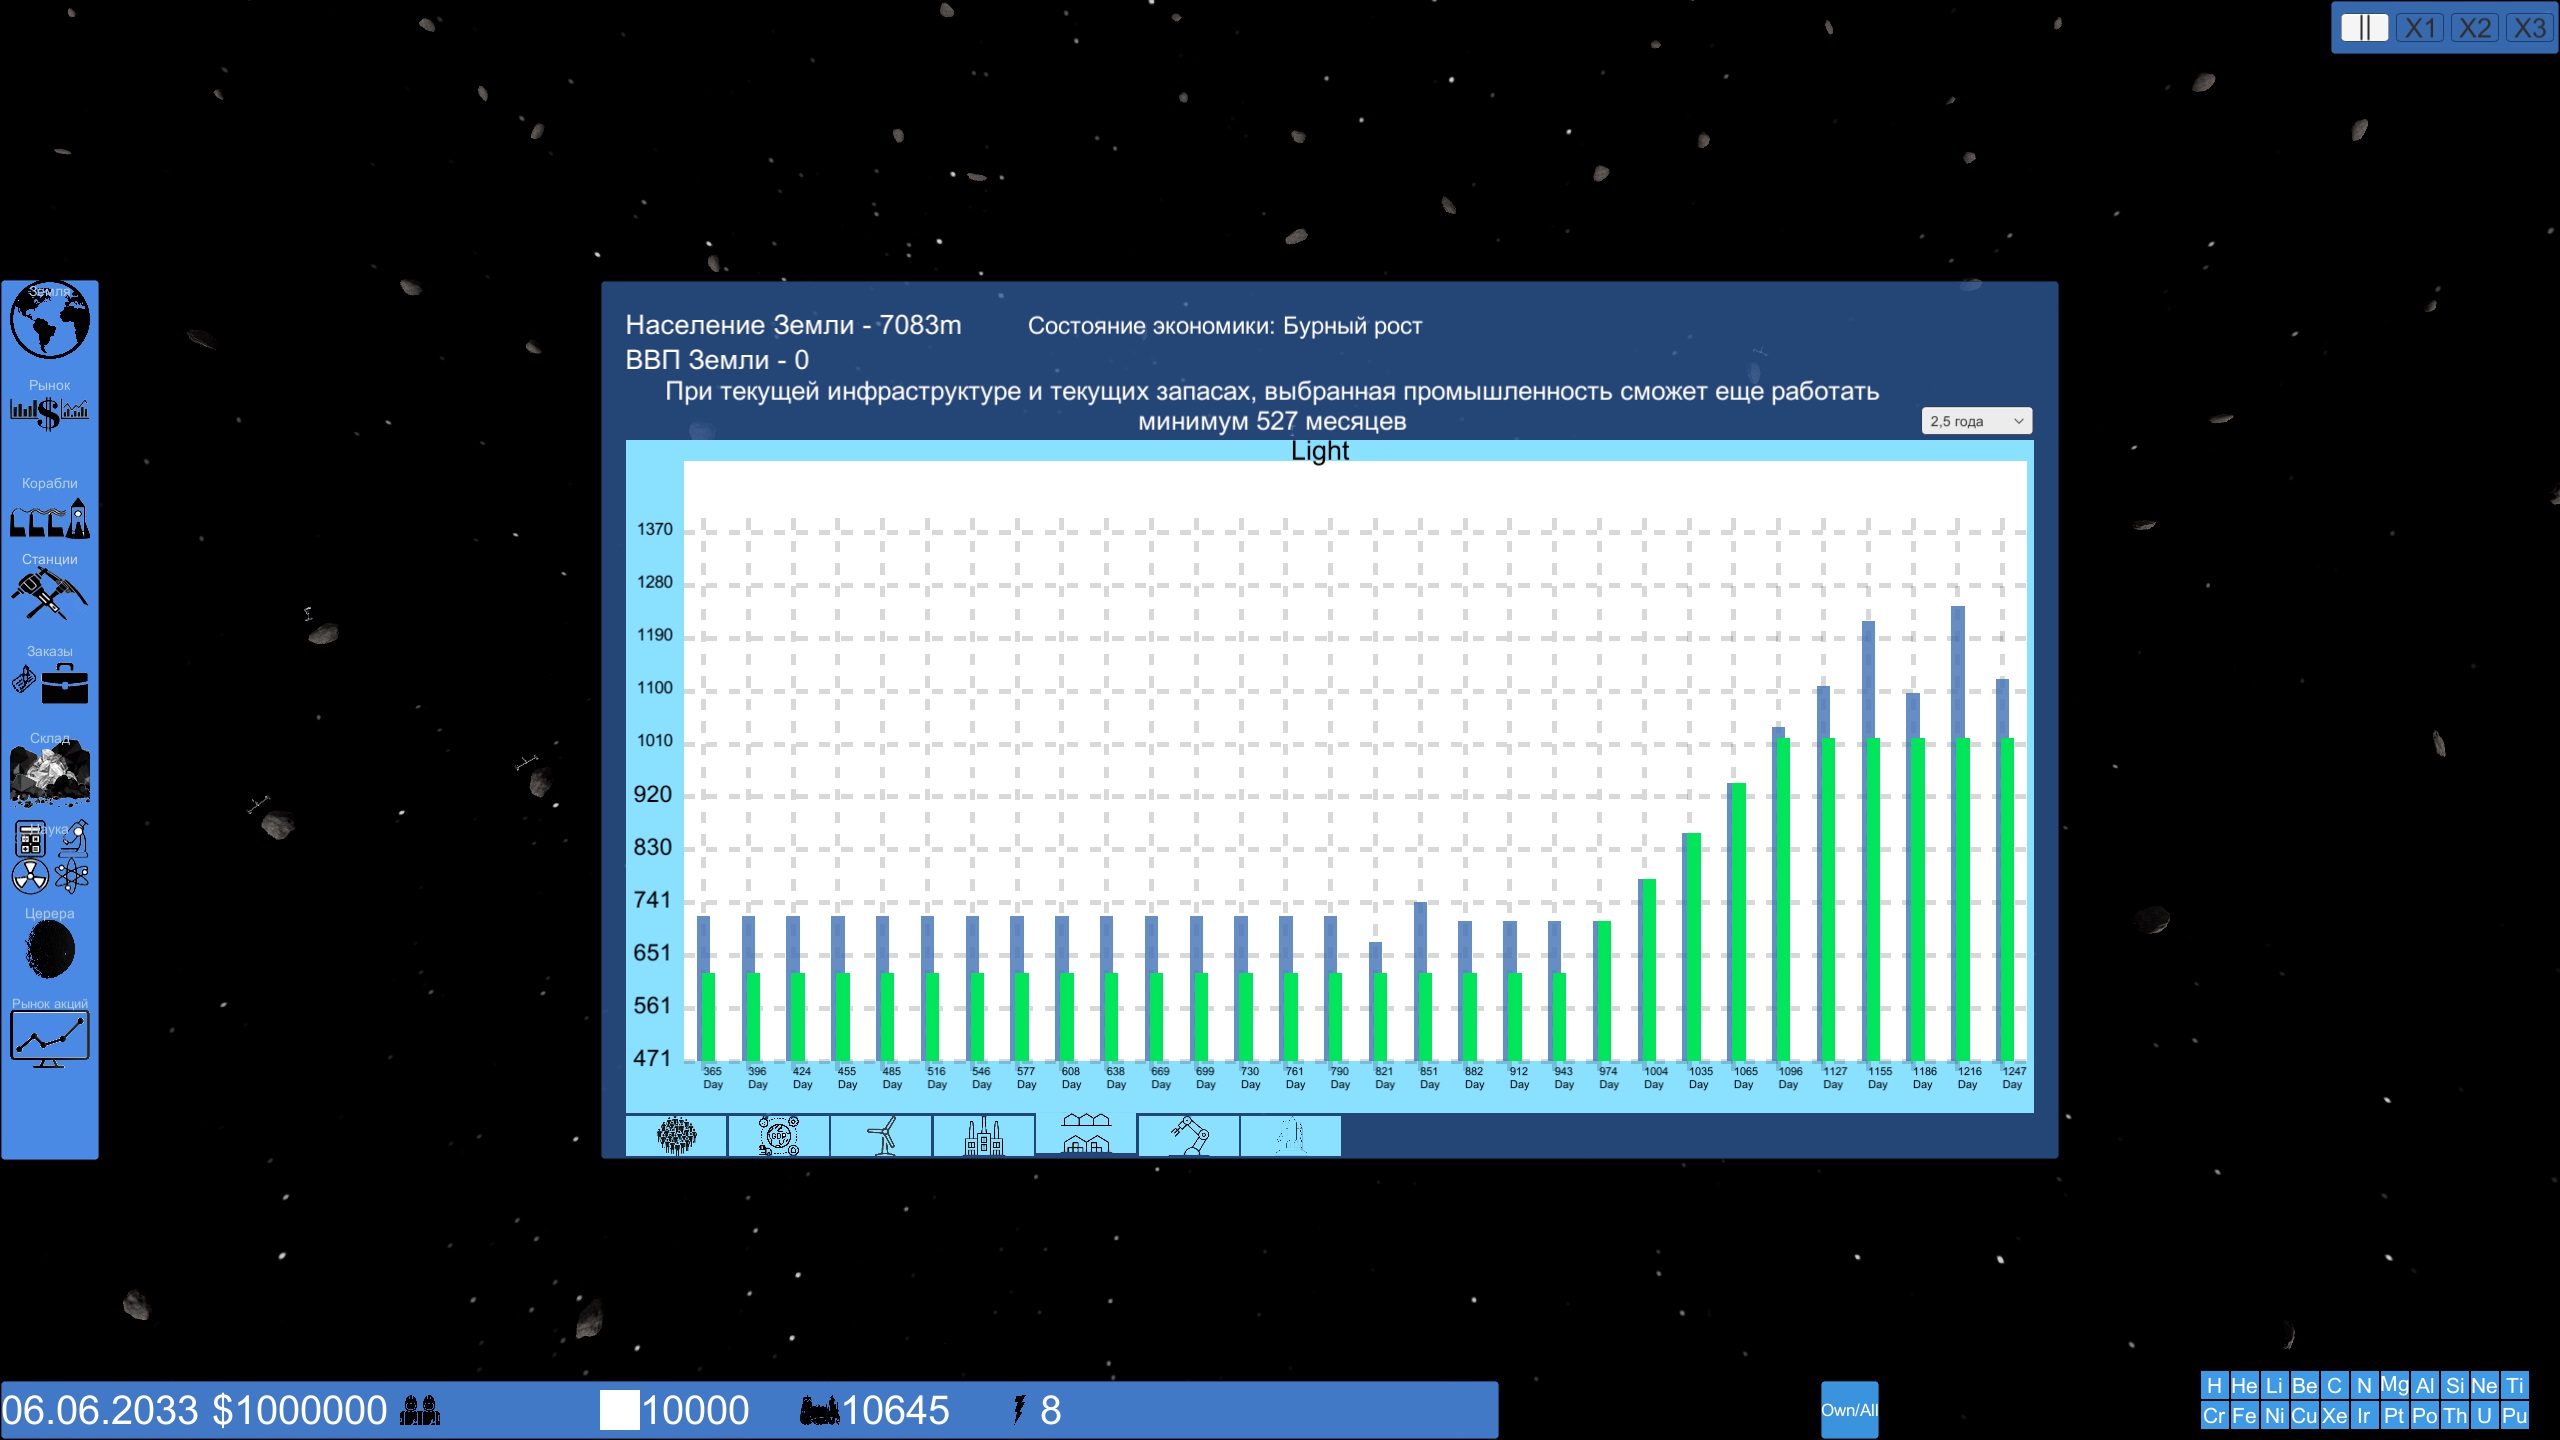 X1 X2 X3
Земля
Рынок
Корабли
Станции
Заказы
Склад
Наука
Церера
Рынок акций
Население Земли - 7083m
Состояние экономики: Бурный рост
ВВП Земли - 0
При текущей инфраструктуре и текущих запасах, выбранная промышленность сможет еще работать
минимум 527 месяцев
2,5 года
Light
1370
1280
1190
1100
1010
920
830
741
651
561
471
365 396 424 455 485 516 546 577 608 638 669 699 730 761 790 821 851 882 912 943 974 1004 1035 1065 1096 1127 1155 1186 1216 1247
Day Day Day Day Day Day Day Day Day Day Day Day Day Day Day Day Day Day Day Day Day Day Day Day Day Day Day Day Day Day
GDP
06.06.2033 $1000000 10000 10645 8
Own/All
H He Li Be C N Mg Al Si Ne Ti
Cr Fe Ni Cu Xe Ir Pt Po Th U Pu